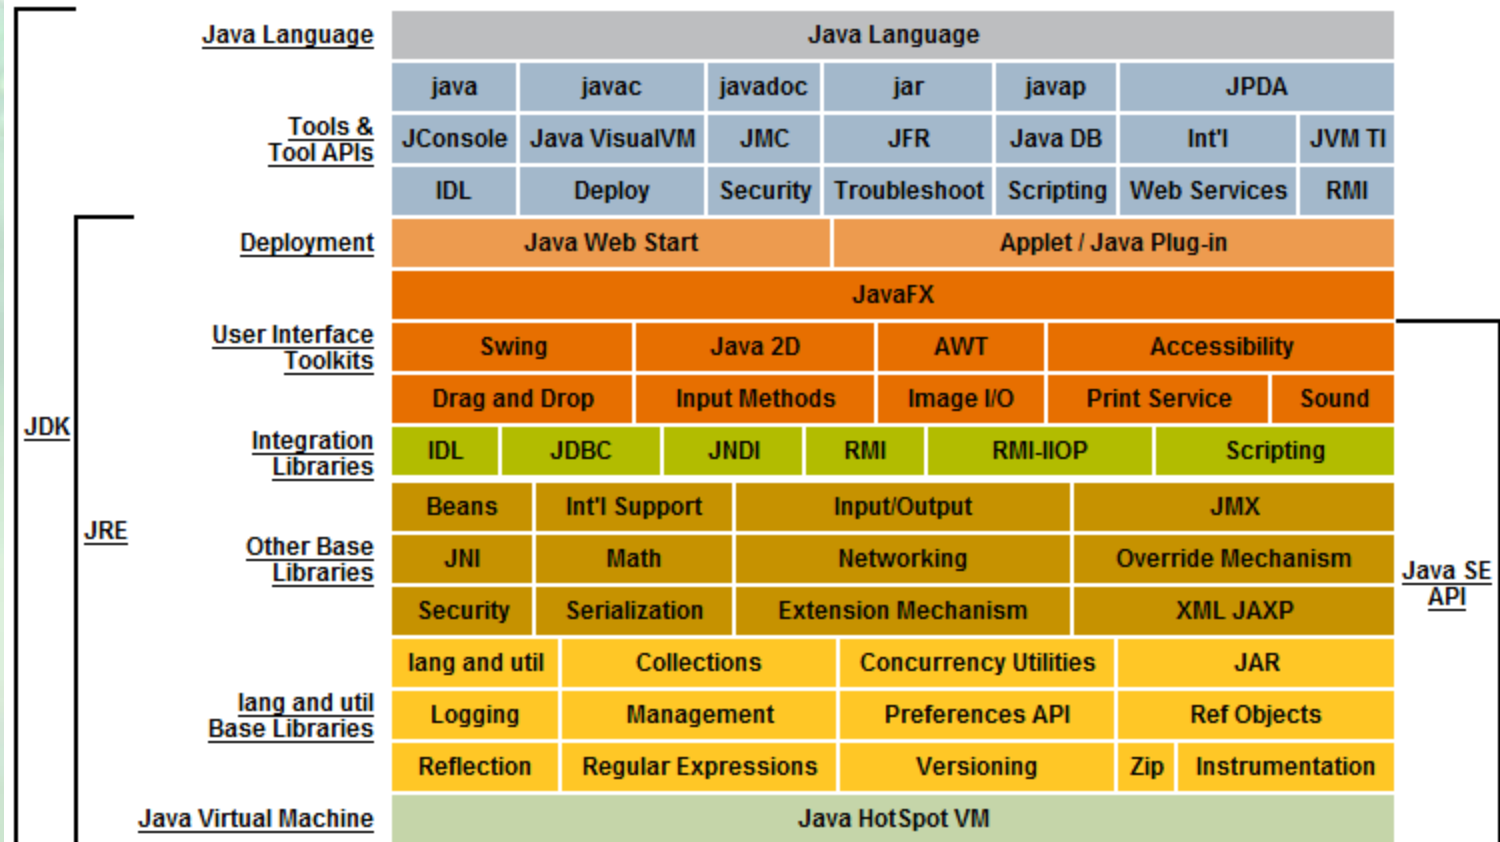 Java Language
Java Language
java javac javadoc jar javap JPDA
Tools &
Tool APIs
JConsole Java VisualVM JMC JFR Java DB Int'l JVM TI
IDL Deploy Security Troubleshoot Scripting Web Services RMI
Deployment
Java Web Start Applet / Java Plug-in
JavaFX
User Interface
Toolkits
Swing Java 2D AWT Accessibility
Drag and Drop Input Methods Image I/O Print Service Sound
JDK
Integration
Libraries
IDL JDBC JNDI RMI RMI-IIOP Scripting
Beans Int'l Support Input/Output JMX
JRE
Other Base
Libraries
JNI Math Networking Override Mechanism
Java SE
API
Security Serialization Extension Mechanism XML JAXP
lang and util Collections Concurrency Utilities JAR
lang and util
Base Libraries
Logging Management Preferences API Ref Objects
Reflection Regular Expressions Versioning Zip Instrumentation
Java Virtual Machine
Java HotSpot VM